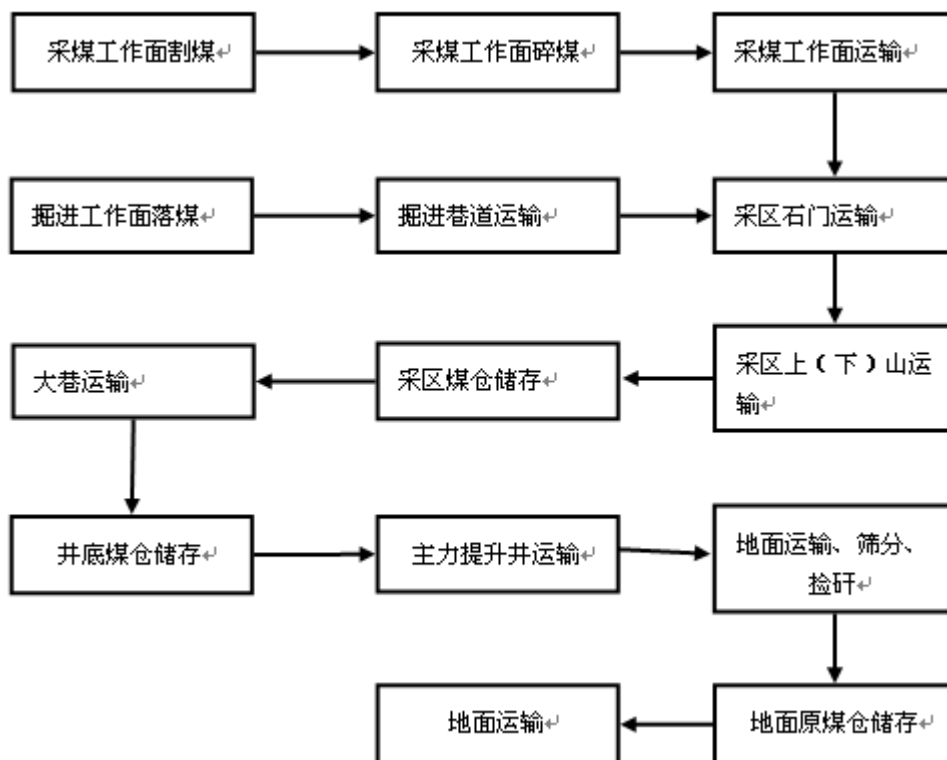 采煤工作面割煤↵
采煤工作面碎煤↵
采煤工作面运输↵
掘进工作面落煤↵
掘进巷道运输↵
采区石门运输↵
大巷运输↵
采区煤仓储存↵
采区上（下）山运
输↵
井底煤仓储存↵
主力提升井运输↵
地面运输、筛分、
捡矸↵
地面运输↵
地面原煤仓储存↵